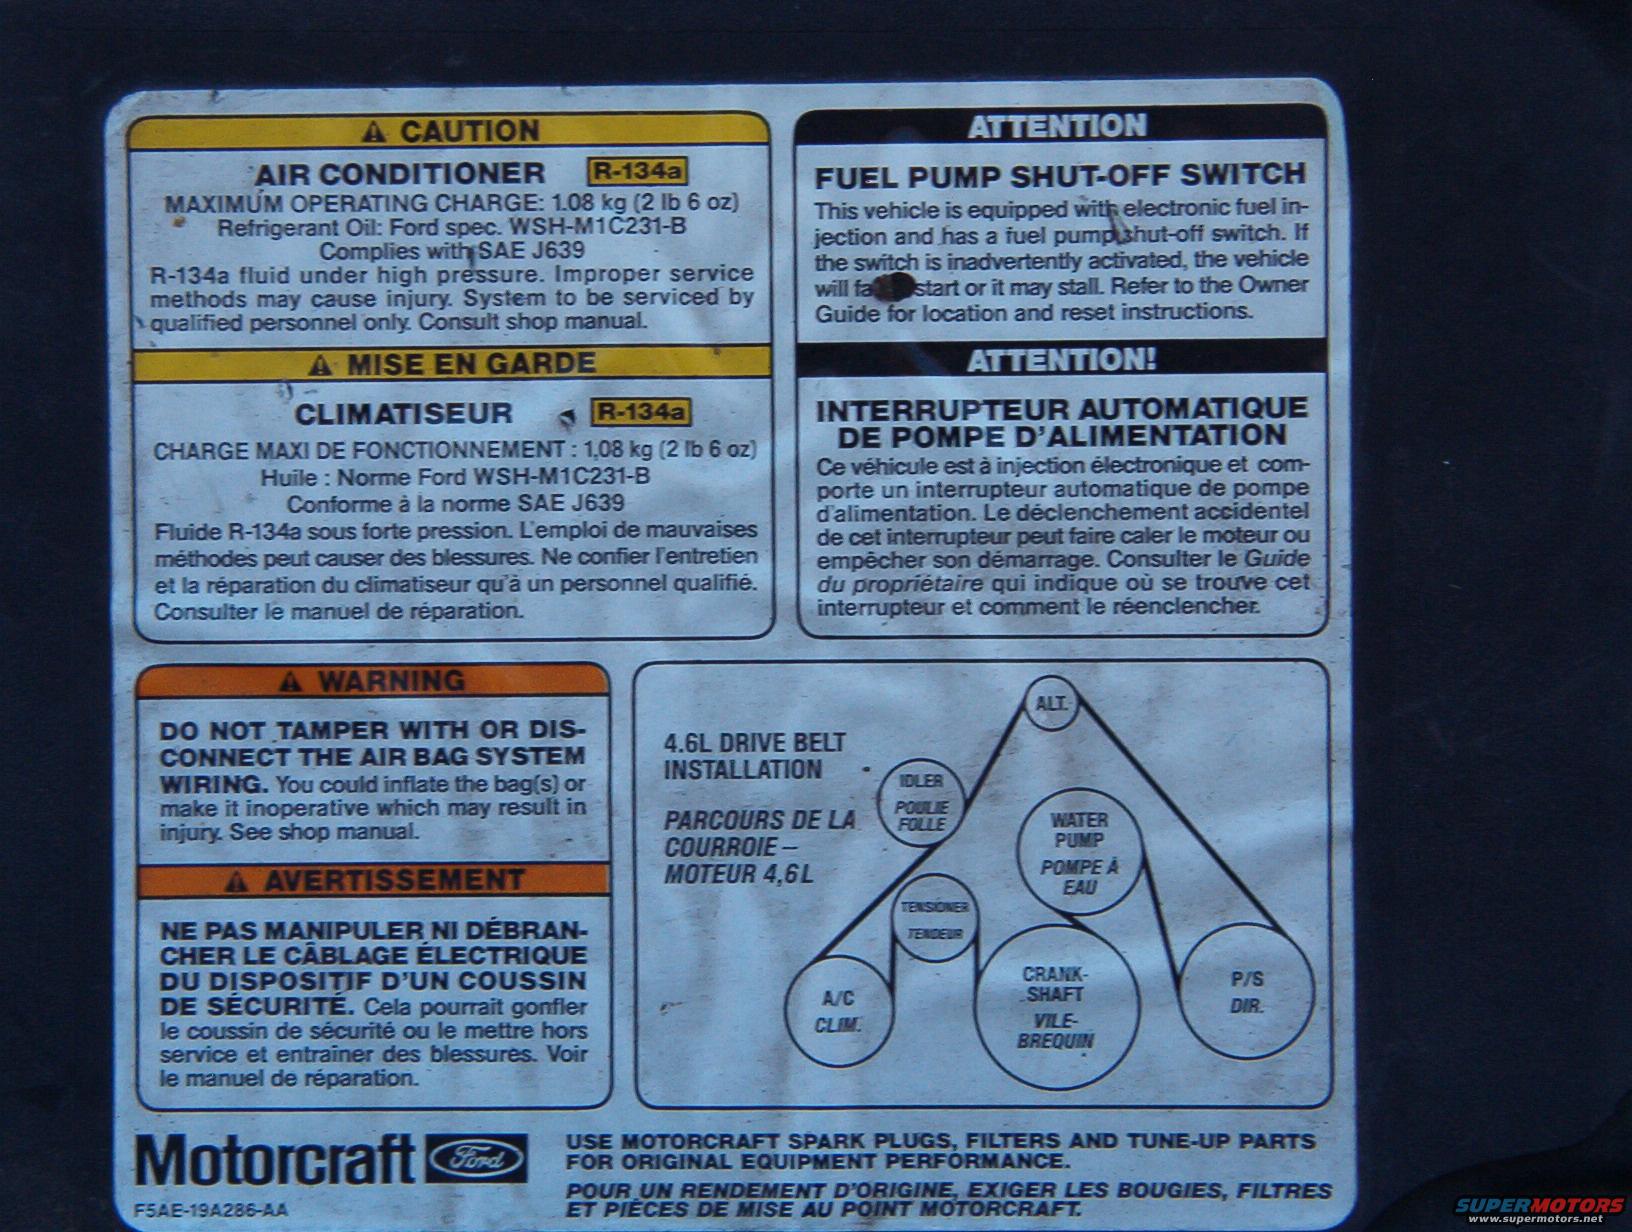 CAUTION
AIR CONDITIONER R-134a
MAXIMUM OPERATING CHARGE: 1.08 kg (2 lb 6 oz)
Refrigerant Oil: Ford spec. WSH-M1C231-B
Complies with SAE J639
R-134a fluid under high pressure. Improper service
methods may cause injury. System to be serviced by
qualified personnel only. Consult shop manual.
MISE EN GARDE
CLIMATISEUR R-134a
CHARGE MAXI DE FONCTIONNEMENT : 1,08 kg (2 lb 6 oz)
Huile : Norme Ford WSH-M1C231-B
Conforme à la norme SAE J639
Fluide R-134a sous forte pression. L'emploi de mauvaises
méthodes peut causer des blessures. Ne confier l'entretien
et la réparation du climatiseur qu'à un personnel qualifié.
Consulter le manuel de réparation.
ATTENTION
FUEL PUMP SHUT-OFF SWITCH
This vehicle is equipped with electronic fuel in-
jection and has a fuel pump shut-off switch. If
the switch is inadvertently activated, the vehicle
will start or it may stall. Refer to the Owner
Guide for location and reset instructions.
ATTENTION!
INTERRUPTEUR AUTOMATIQUE
DE POMPE D'ALIMENTATION
Ce véhicule est à injection électronique et com-
porte un interrupteur automatique de pompe
d'alimentation. Le déclenchement accidentel
de cet interrupteur peut faire caler le moteur ou
empêcher son démarrage. Consulter le Guide
du propriétaire qui indique où se trouve cet
interrupteur et comment le réenclencher.
WARNING
DO NOT TAMPER WITH OR DIS-
CONNECT THE AIR BAG SYSTEM
WIRING. You could inflate the bag(s) or
make it inoperative which may result in
injury. See shop manual.
AVERTISSEMENT
NE PAS MANIPULER NI DÉBRAN-
CHER LE CÂBLAGE ÉLECTRIQUE
DU DISPOSITIF D'UN COUSSIN
DE SÉCURITÉ. Cela pourrait gonfler
le coussin de sécurité ou le mettre hors
service et entraîner des blessures. Voir
le manuel de réparation.
4.6L DRIVE BELT
INSTALLATION
PARCOURS DE LA
COURROIE –
MOTEUR 4,6L
ALT.
IDLER
POULIE
FOLLE
WATER
PUMP
POMPE À
EAU
TENSIONER
TENDEUR
A/C
CLIM.
CRANK-
SHAFT
VILE-
BREQUIN
P/S
DIR.
Motorcraft Ford
F5AE-19A286-AA
USE MOTORCRAFT SPARK PLUGS, FILTERS AND TUNE-UP PARTS
FOR ORIGINAL EQUIPMENT PERFORMANCE.
POUR UN RENDEMENT D'ORIGINE, EXIGER LES BOUGIES, FILTRES
ET PIÈCES DE MISE AU POINT MOTORCRAFT.
SUPERMOTORS
www.supermotors.net